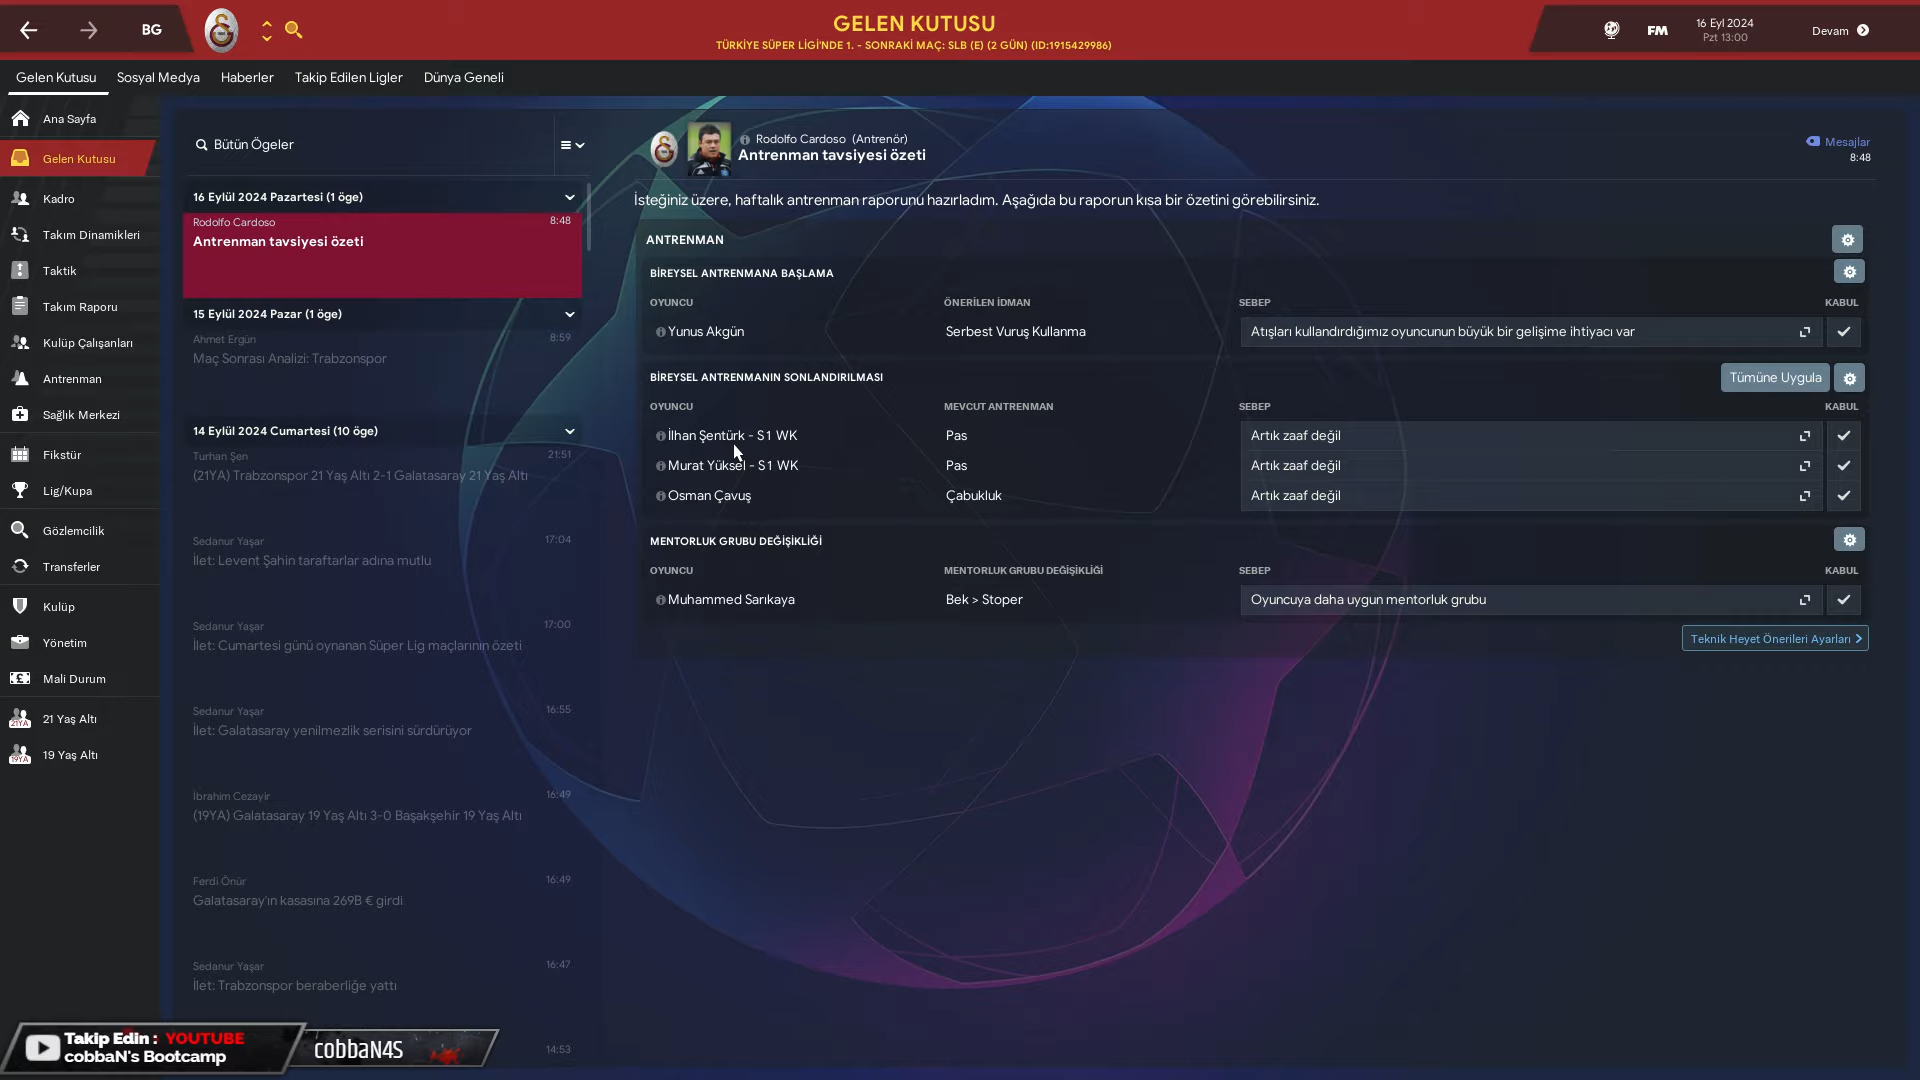 BG
GELEN KUTUSU
TÜRKİYE SÜPER LİGİ'NDE 1. - SONRAKİ MAÇ: SLB (E) (2 GÜN) (ID:1915429986)
FM
16 Eyl 2024
Pzt 13:00
Devam
Gelen Kutusu
Sosyal Medya
Haberler
Takip Edilen Ligler
Dünya Geneli
Ana Sayfa
Gelen Kutusu
Kadro
Takım Dinamikleri
Taktik
Takım Raporu
Kulüp Çalışanları
Antrenman
Sağlık Merkezi
Fikstür
Lig/Kupa
Gözlemcilik
Transferler
Kulüp
Yönetim
Mali Durum
21YA
21 Yaş Altı
19YA
19 Yaş Altı
Bütün Ögeler
16 Eylül 2024 Pazartesi (1 öge)
Rodolfo Cardoso
8:48
Antrenman tavsiyesi özeti
15 Eylül 2024 Pazar (1 öge)
Ahmet Ergün
8:59
Maç Sonrası Analizi: Trabzonspor
14 Eylül 2024 Cumartesi (10 öge)
Turhan Şen
21:51
(21YA) Trabzonspor 21 Yaş Altı 2-1 Galatasaray 21 Yaş Altı
Sedanur Yaşar
17:04
İlet: Levent Şahin taraftarlar adına mutlu
Sedanur Yaşar
17:00
İlet: Cumartesi günü oynanan Süper Lig maçlarının özeti
Sedanur Yaşar
16:55
İlet: Galatasaray yenilmezlik serisini sürdürüyor
İbrahim Cezayir
16:49
(19YA) Galatasaray 19 Yaş Altı 3-0 Başakşehir 19 Yaş Altı
Ferdi Önür
16:49
Galatasaray'ın kasasına 269B € girdi
Sedanur Yaşar
16:47
İlet: Trabzonspor beraberliğe yattı
14:53
Rodolfo Cardoso (Antrenör)
Antrenman tavsiyesi özeti
Mesajlar
8:48
İsteğiniz üzere, haftalık antrenman raporunu hazırladım. Aşağıda bu raporun kısa bir özetini görebilirsiniz.
ANTRENMAN
BİREYSEL ANTRENMANA BAŞLAMA
OYUNCU
ÖNERİLEN İDMAN
SEBEP
KABUL
Yunus Akgün
Serbest Vuruş Kullanma
Atışları kullandırdığımız oyuncunun büyük bir gelişime ihtiyacı var
BİREYSEL ANTRENMANIN SONLANDIRILMASI
Tümüne Uygula
OYUNCU
MEVCUT ANTRENMAN
SEBEP
KABUL
İlhan Şentürk - S1 WK
Pas
Artık zaaf değil
Murat Yüksel - S1 WK
Pas
Artık zaaf değil
Osman Çavuş
Çabukluk
Artık zaaf değil
MENTORLUK GRUBU DEĞİŞİKLİĞİ
OYUNCU
MENTORLUK GRUBU DEĞİŞİKLİĞİ
SEBEP
KABUL
Muhammed Sarıkaya
Bek > Stoper
Oyuncuya daha uygun mentorluk grubu
Teknik Heyet Önerileri Ayarları
Takip Edin : YOUTUBE
cobbaN's Bootcamp
cobbaN4S